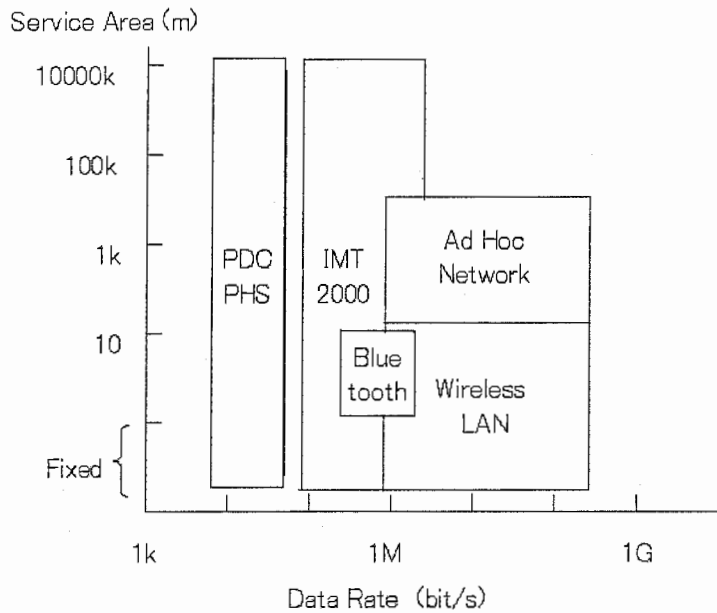 Service Area (m)
10000k
100k
1k
10
Fixed
PDC
PHS
IMT
2000
Ad Hoc
Network
Blue
tooth
Wireless
LAN
1k
1M
1G
Data Rate (bit/s)